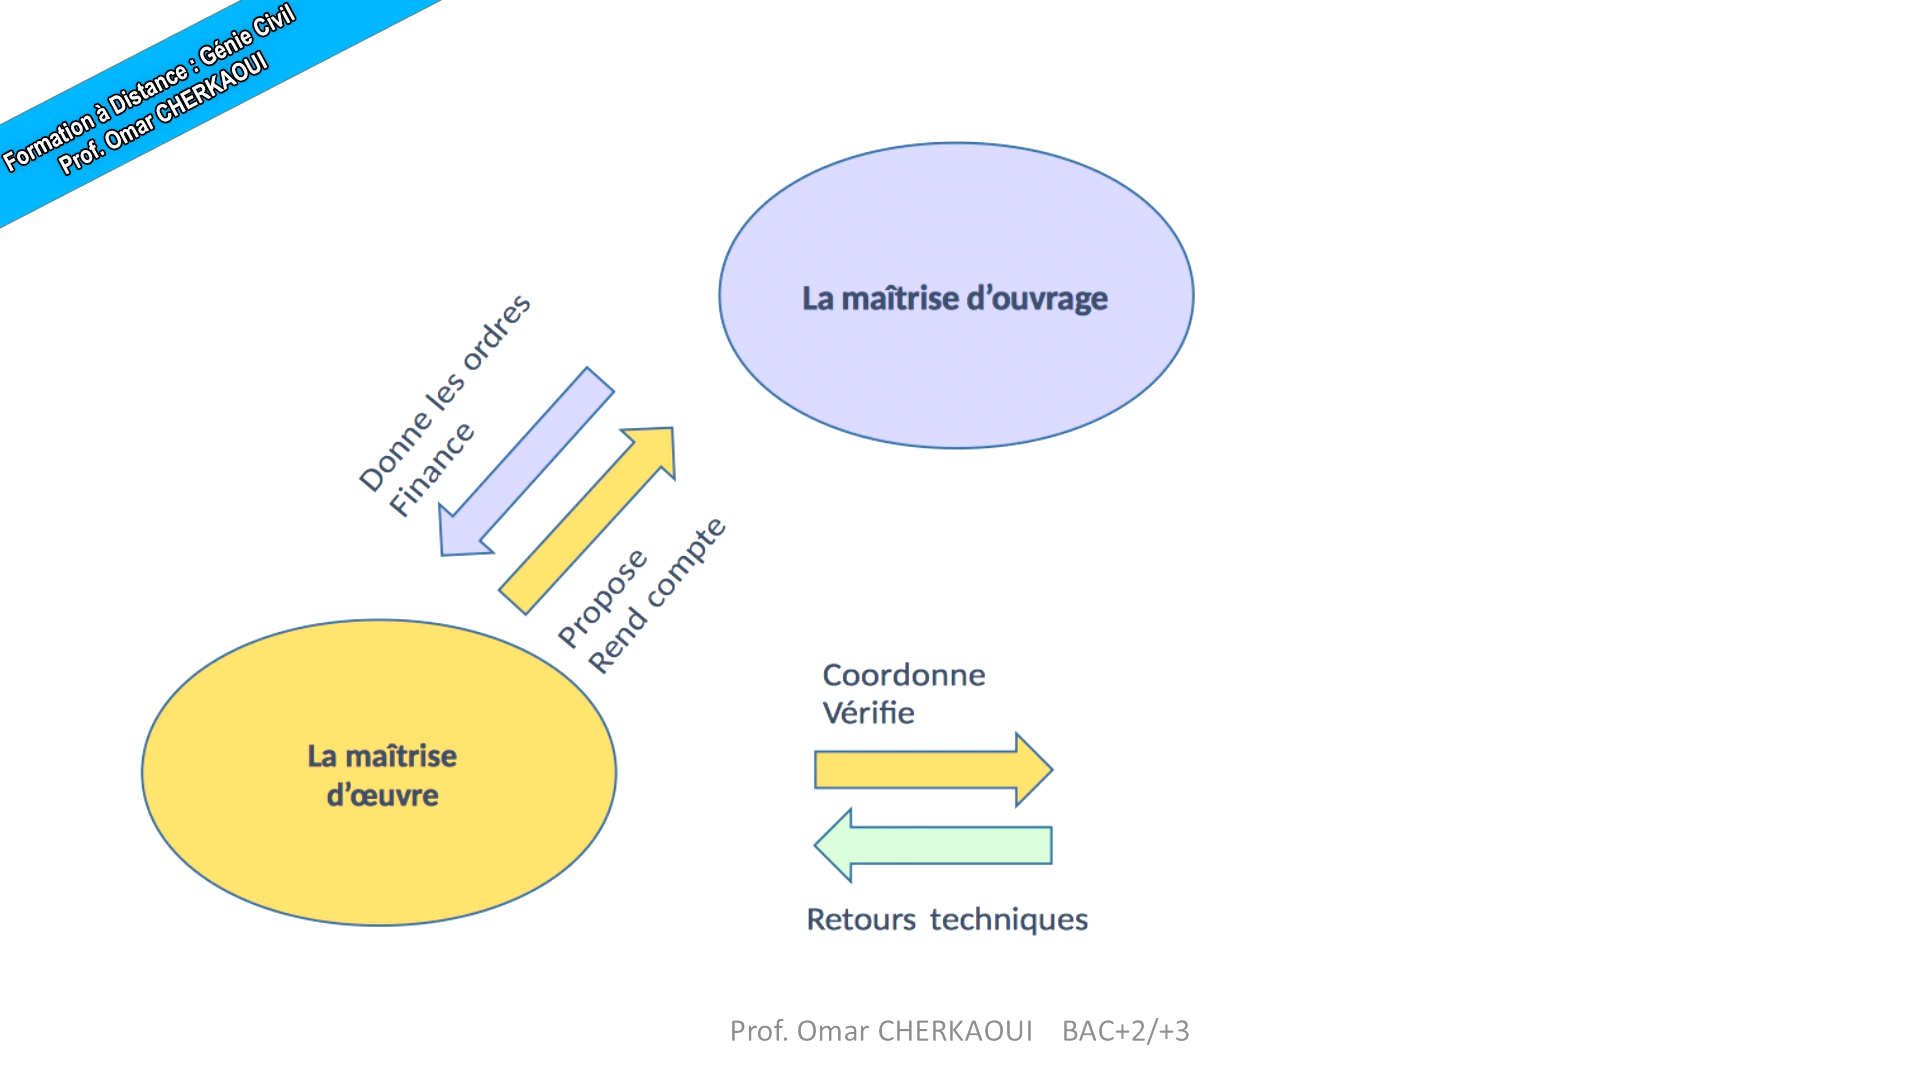 Formation à Distance : Génie Civil
Prof. Omar CHERKAOUI
La maîtrise d’ouvrage
Donne les ordres
Finance
Propose
Rend compte
La maîtrise
d’œuvre
Coordonne
Vérifie
Retours techniques
Prof. Omar CHERKAOUI BAC+2/+3